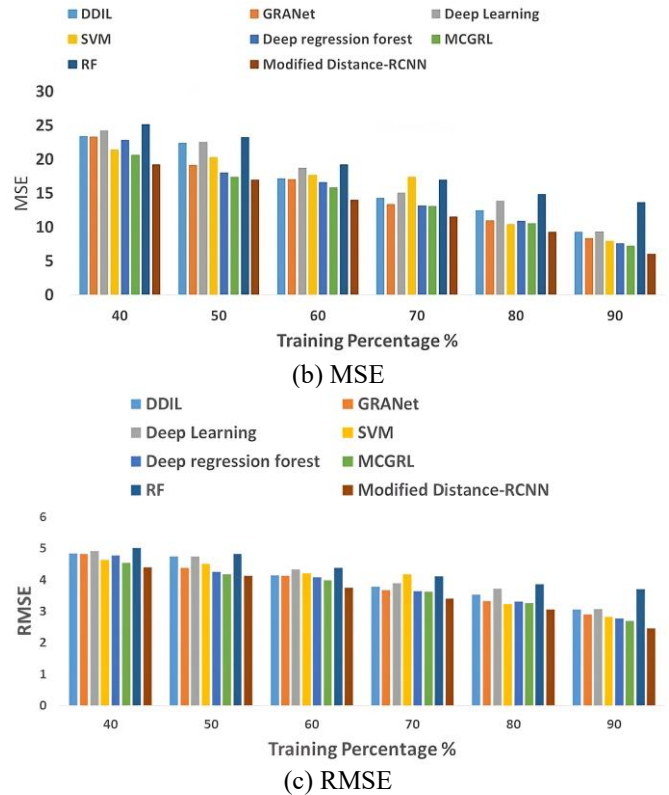 DDIL GRANet Deep Learning
SVM Deep regression forest MCGRL
RF Modified Distance-RCNN
30
25
20
15
10
5
0
MSE
40 50 60 70 80 90
Training Percentage %
(b) MSE
DDIL GRANet
Deep Learning SVM
Deep regression forest MCGRL
RF Modified Distance-RCNN
6
5
4
3
2
1
0
RMSE
40 50 60 70 80 90
Training Percentage %
(c) RMSE